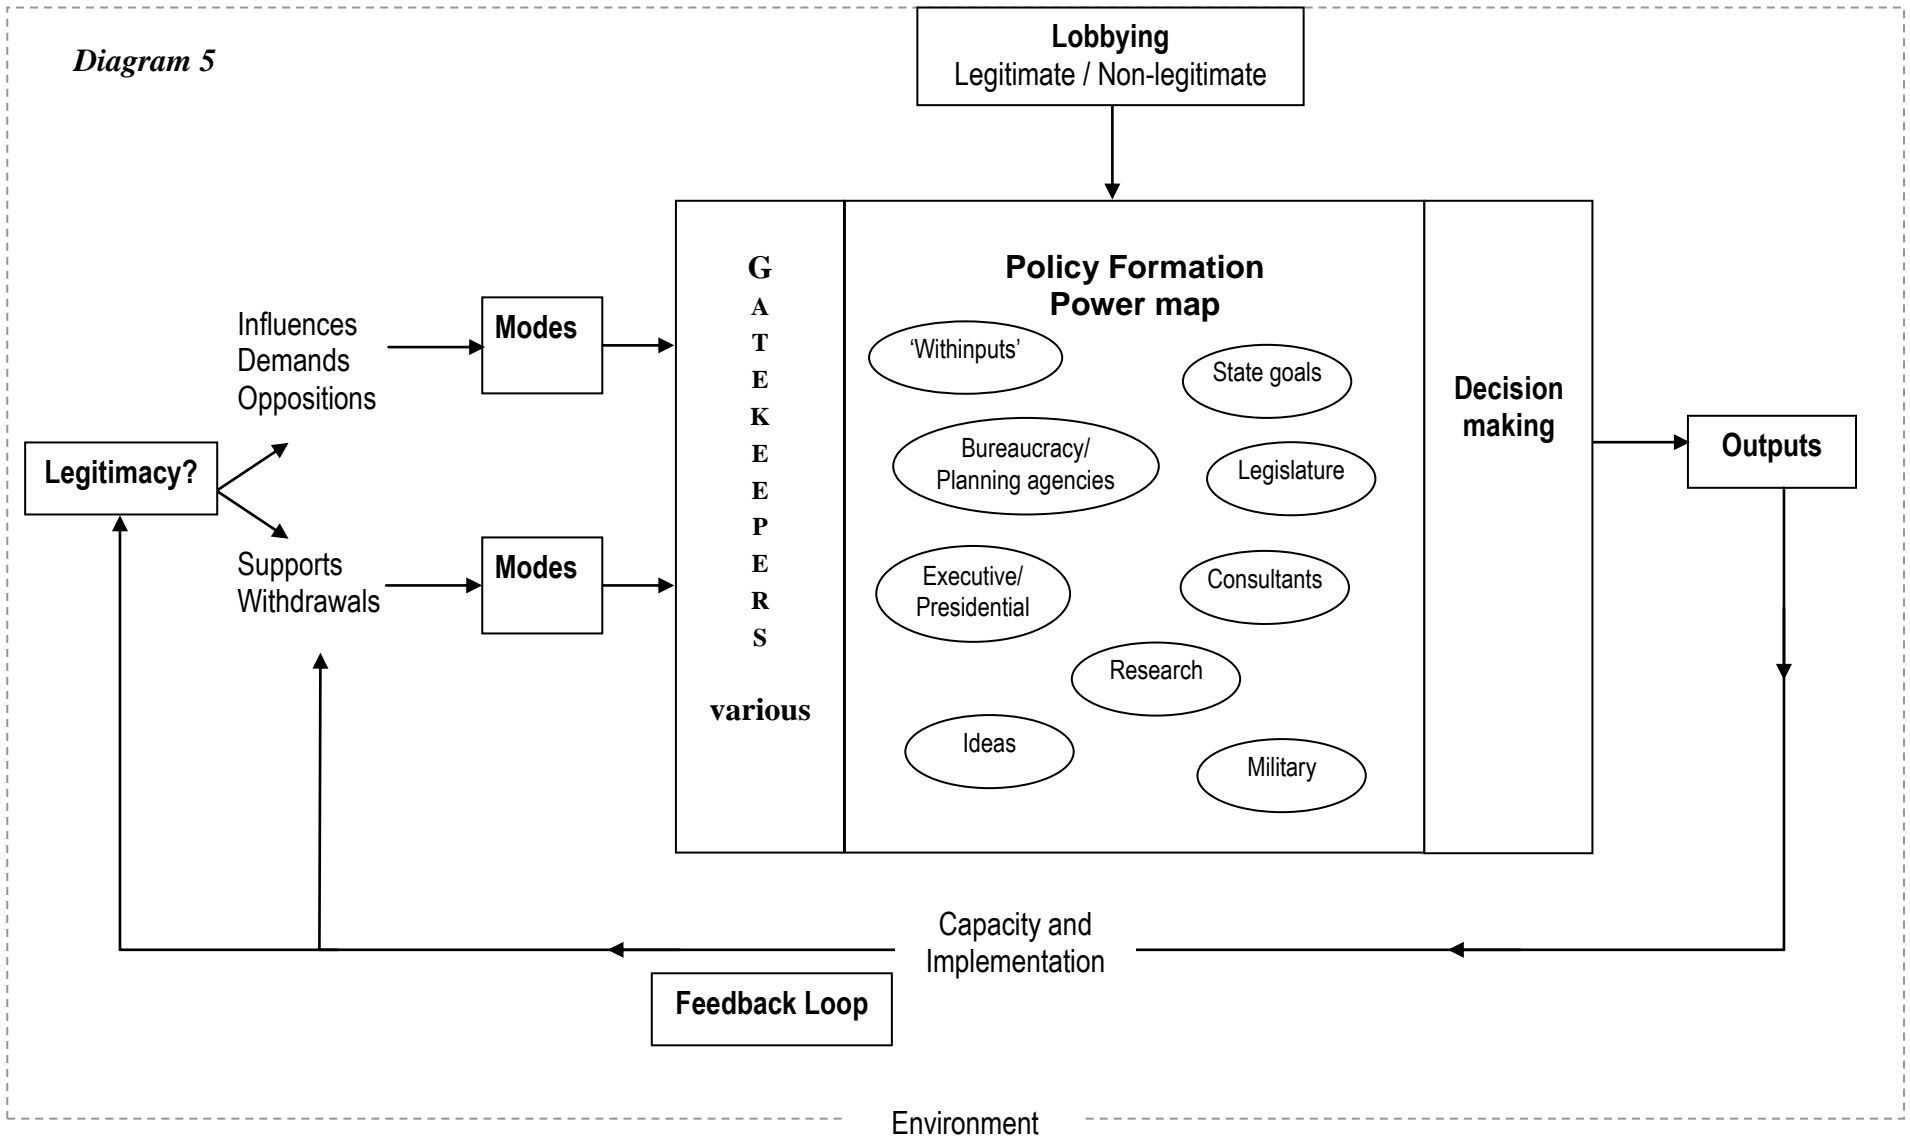 Diagram 5
Lobbying
Legitimate / Non-legitimate
Legitimacy?
Influences
Demands
Oppositions
Supports
Withdrawals
Modes
Modes
GATEKEEPERS
various
Policy Formation
Power map
‘Withinputs’
State goals
Bureaucracy/
Planning agencies
Legislature
Executive/
Presidential
Consultants
Research
Ideas
Military
Decision
making
Outputs
Capacity and
Implementation
Feedback Loop
Environment